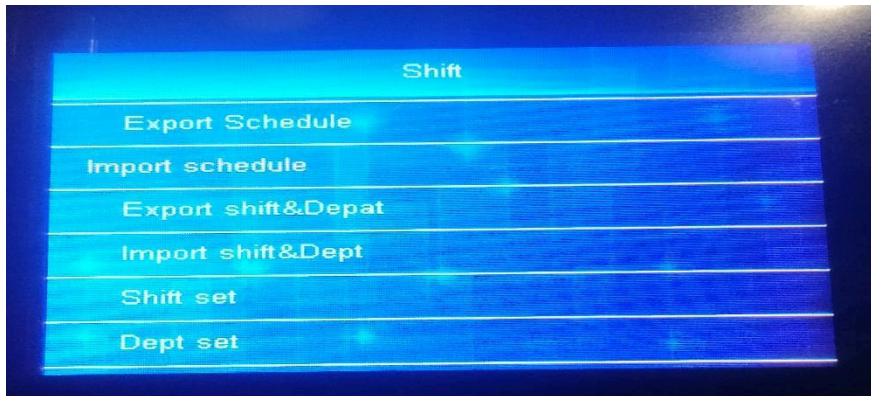 Shift
Export Schedule
Import schedule
Export shift&Depat
Import shift&Dept
Shift set
Dept set